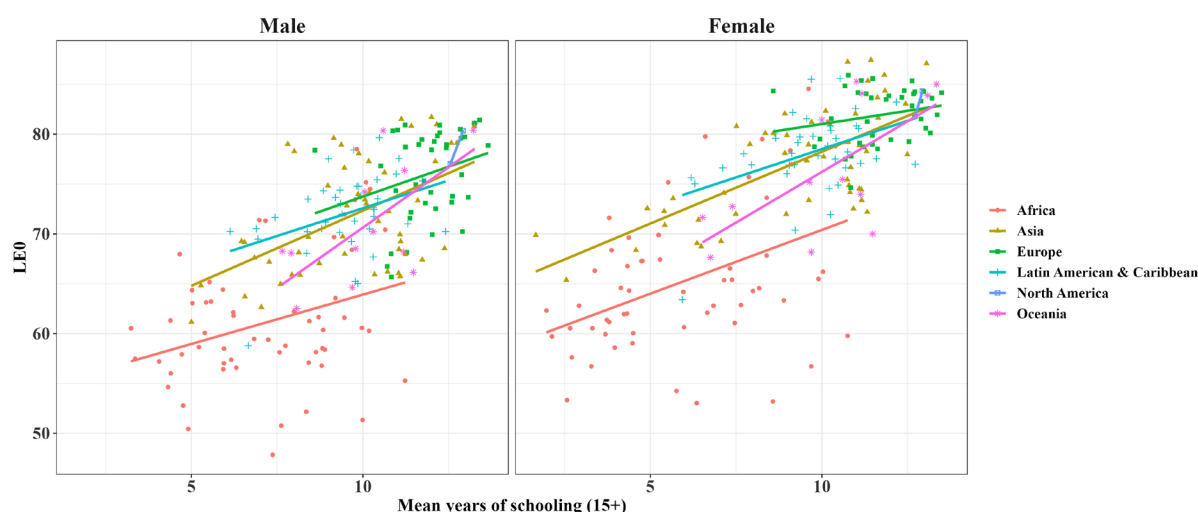 Male
Female
LE0
80
70
60
50
5
10
5
10
Mean years of schooling (15+)
Africa
Asia
Europe
Latin American & Caribbean
North America
Oceania